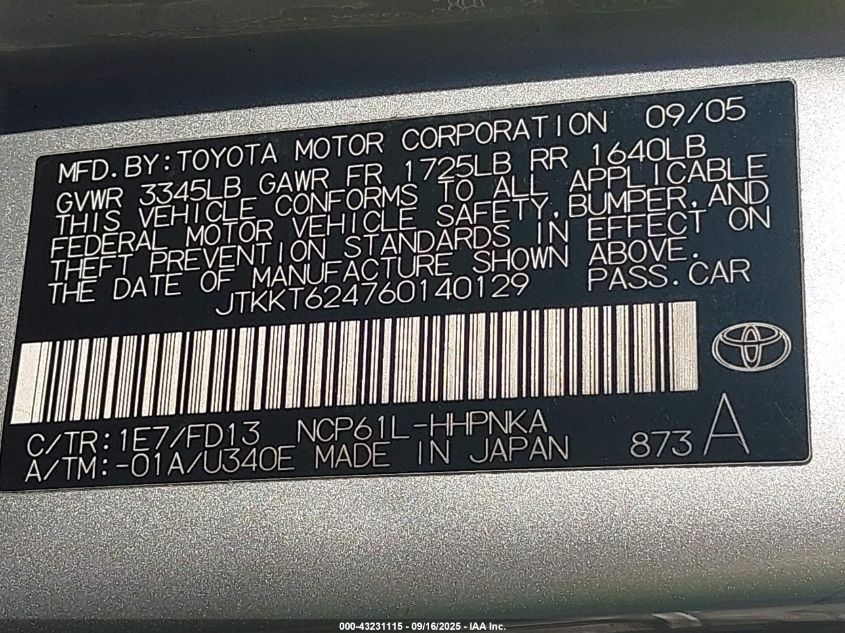 MFD.BY:TOYOTA MOTOR CORPORATION 09/05
GVWR 3345LB GAWR FR 1725LB RR 1640LB
THIS VEHICLE CONFORMS TO ALL APPLICABLE
FEDERAL MOTOR VEHICLE SAFETY,BUMPER,AND
THEFT PREVENTION STANDARDS IN EFFECT ON
THE DATE OF MANUFACTURE SHOWN ABOVE.
JTKKT624760140129 PASS.CAR
C/TR:1E7/FD13 NCP61L-HHPNKA
A/TM:-01A/U340E MADE IN JAPAN 873A
000-43231115 - 09/16/2025 - IAA Inc.